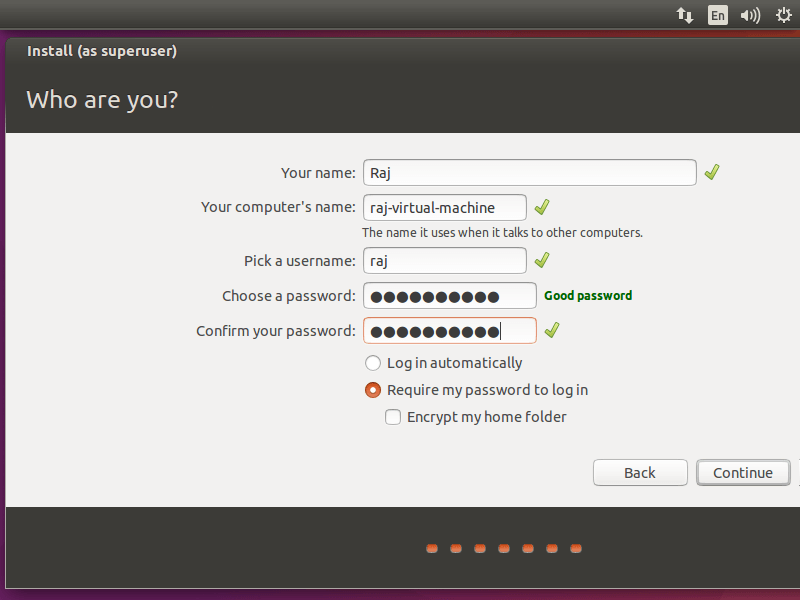 En
Install (as superuser)
Who are you?
Your name: Raj
Your computer's name: raj-virtual-machine
The name it uses when it talks to other computers.
Pick a username: raj
Choose a password: ●●●●●●●●●● Good password
Confirm your password: ●●●●●●●●●●
Log in automatically
Require my password to log in
Encrypt my home folder
Back Continue